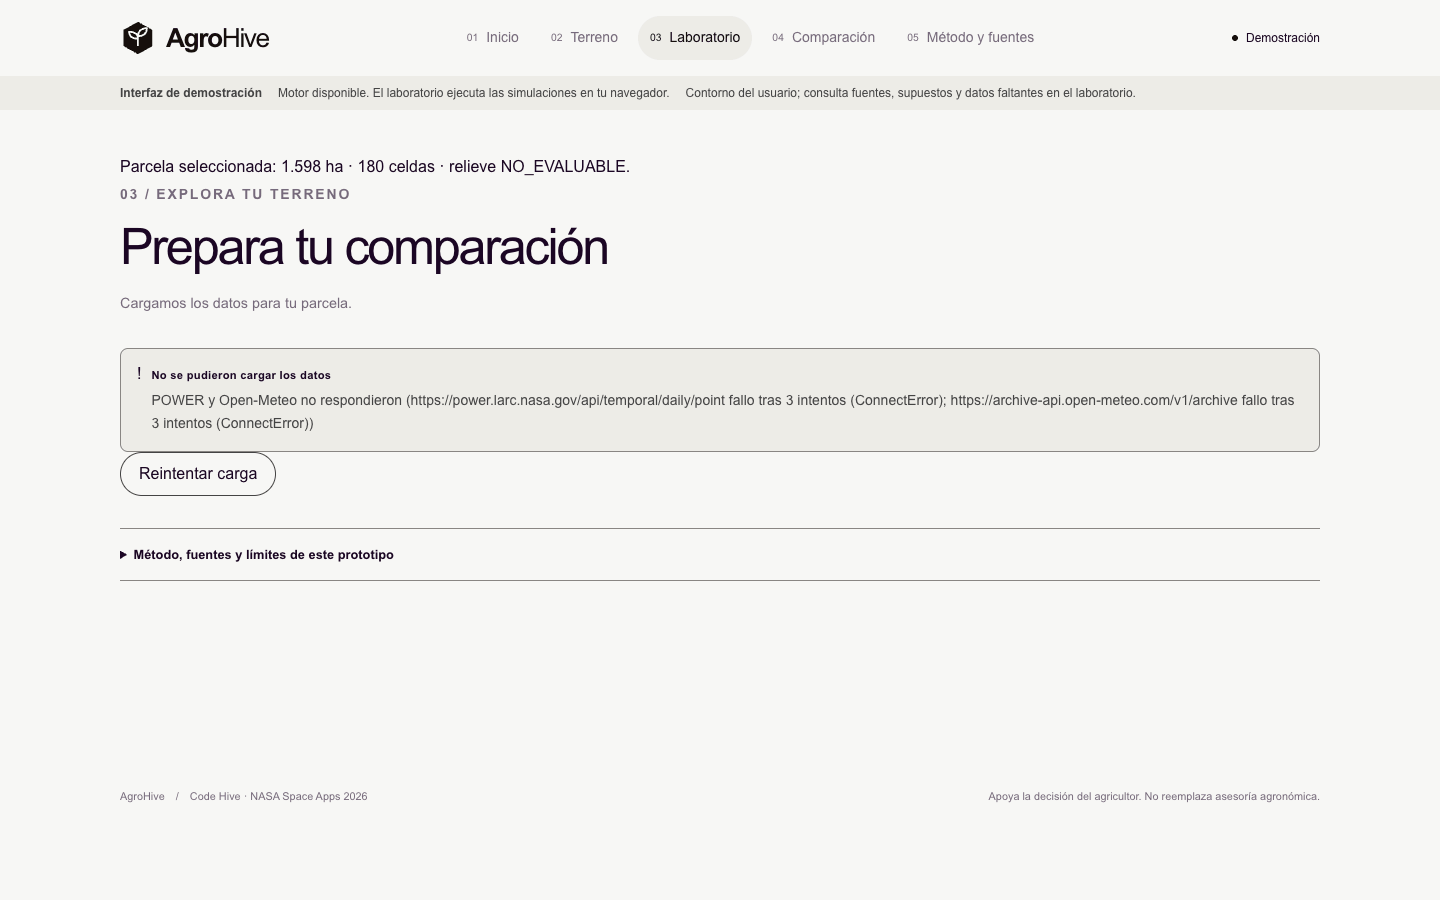 AgroHive
01 Inicio
02 Terreno
03 Laboratorio
04 Comparación
05 Método y fuentes
Demostración
Interfaz de demostración Motor disponible. El laboratorio ejecuta las simulaciones en tu navegador. Contorno del usuario; consulta fuentes, supuestos y datos faltantes en el laboratorio.
Parcela seleccionada: 1.598 ha · 180 celdas · relieve NO_EVALUABLE.
03 / EXPLORA TU TERRENO
Prepara tu comparación
Cargamos los datos para tu parcela.
! No se pudieron cargar los datos
POWER y Open-Meteo no respondieron (https://power.larc.nasa.gov/api/temporal/daily/point fallo tras 3 intentos (ConnectError); https://archive-api.open-meteo.com/v1/archive fallo tras
3 intentos (ConnectError))
Reintentar carga
Método, fuentes y límites de este prototipo
AgroHive / Code Hive · NASA Space Apps 2026
Apoya la decisión del agricultor. No reemplaza asesoría agronómica.